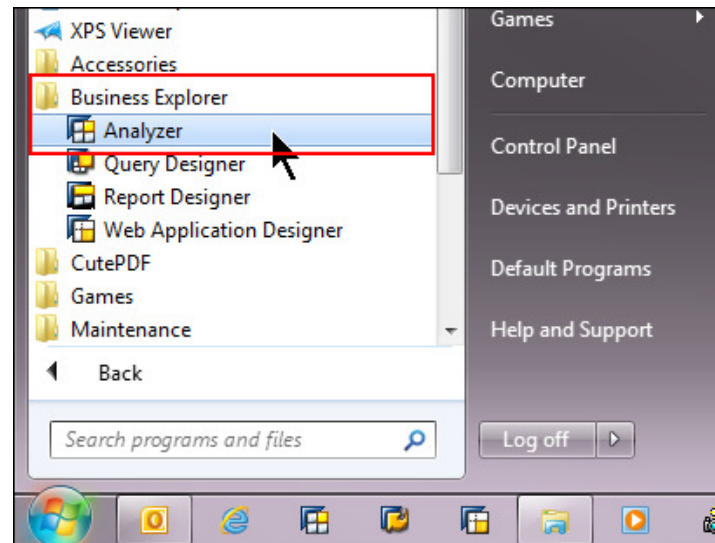 XPS Viewer
Accessories
Business Explorer
Analyzer
Query Designer
Report Designer
Web Application Designer
CutePDF
Games
Maintenance
Back
Search programs and files
Games
Computer
Control Panel
Devices and Printers
Default Programs
Help and Support
Log off